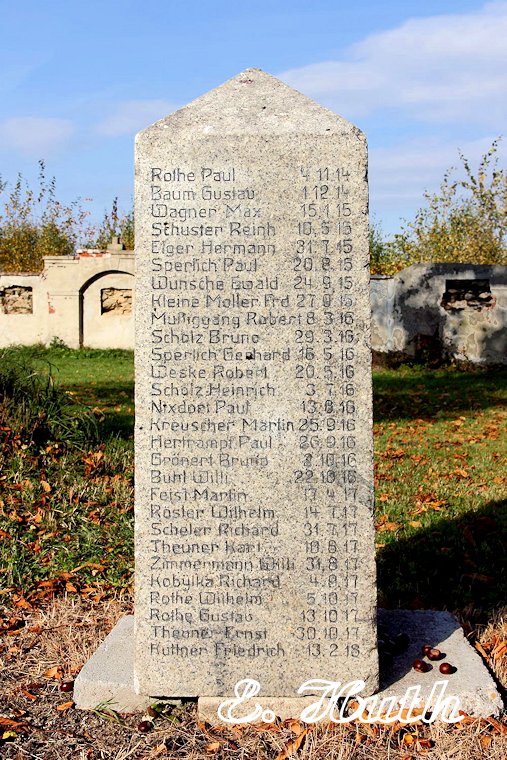 Rothe Paul 4.11.14
Baum Gustav 1.12.14
Wagner Max 15.1.15
Schuster Reinh 10.5.15
Elger Hermann 31.7.15
Sperlich Paul 20.8.15
Wünsche Ewald 24.9.15
Kleine Möller Frd 27.9.15
Müßiggang Robert 8.3.16
Scholz Bruno 29.3.16
Sperlich Gerhard 16.5.16
Weske Robert 20.5.16
Scholz Heinrich 3.7.16
Nixdorf Paul 13.8.16
Kreuscher Martin 25.9.16
Hertrampf Paul 26.9.16
Grönert Bruno 8.10.16
Buhl Willi 22.10.16
Feist Martin 17.4.17
Rösler Wilhelm 14.7.17
Scheler Richard 31.7.17
Theuner Karl 10.8.17
Zimmermann Willi 31.8.17
Kobylka Richard 4.9.17
Rothe Wilhelm 5.10.17
Rothe Gustav 13.10.17
Theuner Ernst 30.10.17
Kuttner Friedrich 13.2.18
E. Huth